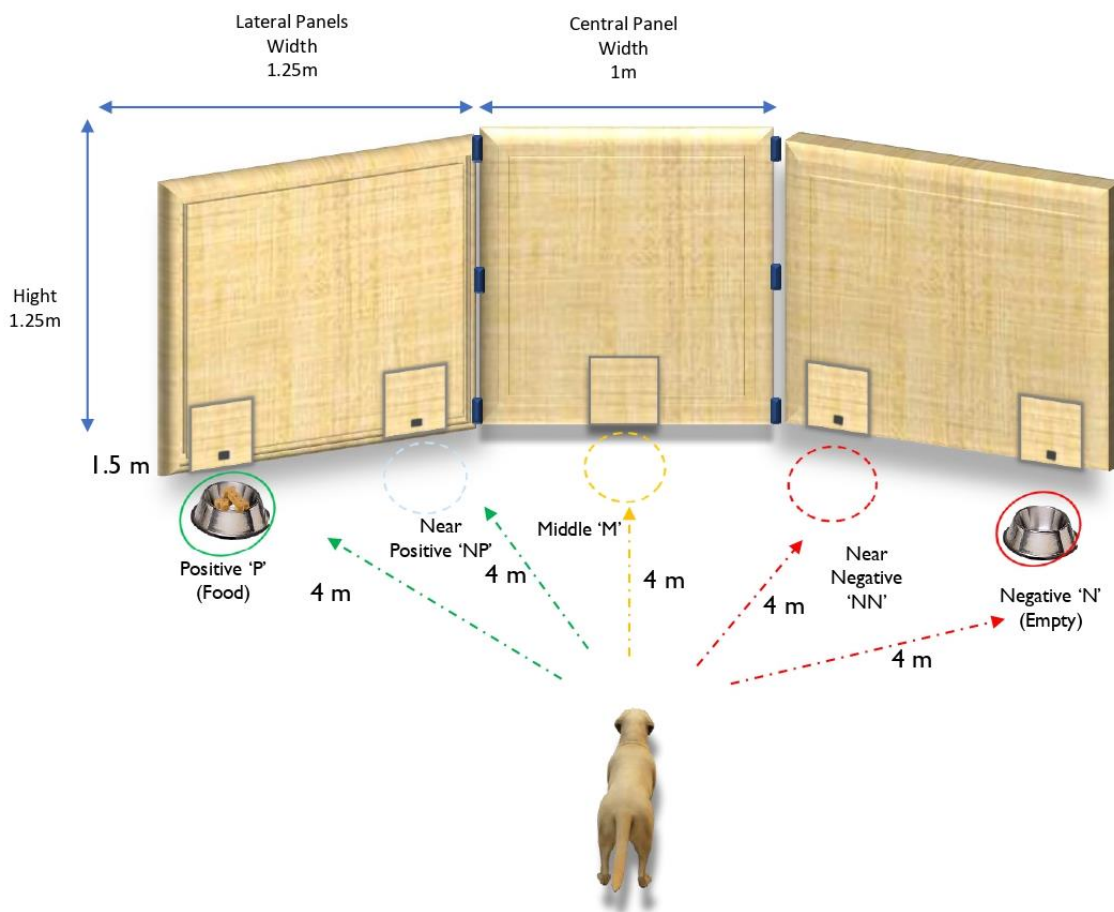 Lateral Panels
Width
1.25m
Central Panel
Width
1m
Hight
1.25m
1.5 m
Positive ‘P’
(Food)
Near
Positive ‘NP’
Middle ‘M’
Near
Negative
‘NN’
Negative ‘N’
(Empty)
4 m
4 m
4 m
4 m
4 m